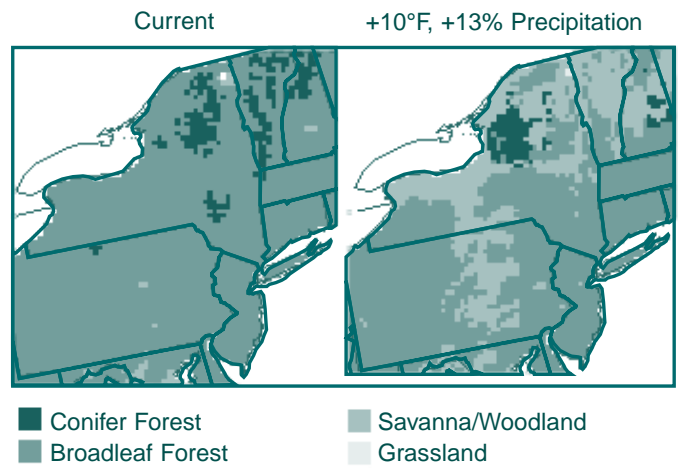 Current
+10°F, +13% Precipitation
Conifer Forest
Broadleaf Forest
Savanna/Woodland
Grassland